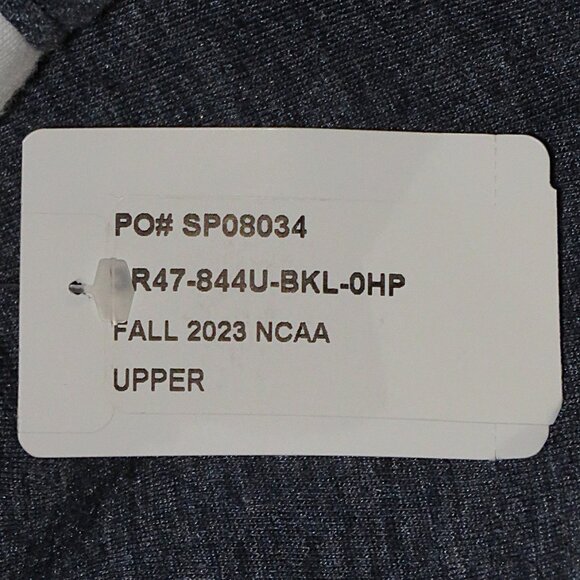 PO# SP08034
R47-844U-BKL-0HP
FALL 2023 NCAA
UPPER